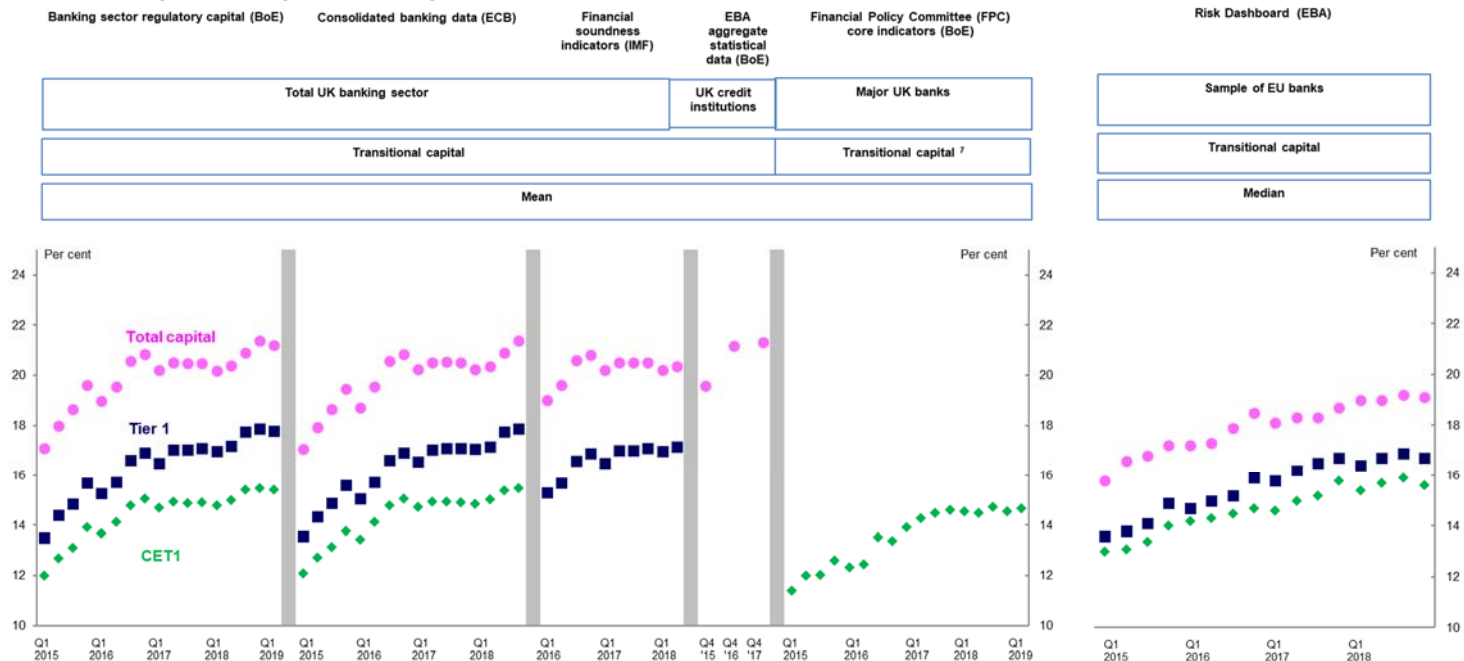 Banking sector regulatory capital (BoE)
Consolidated banking data (ECB)
Financial
soundness
indicators (IMF)
EBA
aggregate
statistical
data (BoE)
Financial Policy Committee (FPC)
core indicators (BoE)
Risk Dashboard (EBA)
Total UK banking sector
UK credit
institutions
Major UK banks
Sample of EU banks
Transitional capital
Transitional capital 7
Transitional capital
Mean
Median
Per cent
Per cent
Per cent
24
22
20
18
16
14
12
10
Total capital
Tier 1
CET1
24
22
20
18
16
14
12
10
24
22
20
18
16
14
12
10
Q1
2015
Q1
2016
Q1
2017
Q1
2018
Q1
2019
Q1
2015
Q1
2016
Q1
2017
Q1
2018
Q1
2016
Q1
2017
Q1
2018
Q4
'15
Q4
'16
Q4
'17
Q1
2015
Q1
2016
Q1
2017
Q1
2018
Q1
2019
Q1
2015
Q1
2016
Q1
2017
Q1
2018